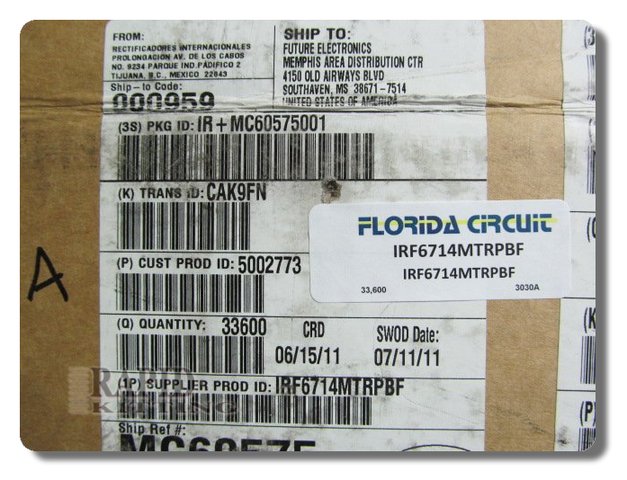 FROM:
RECTIFICADORES INTERNACIONALES
PROLONGACION AV. DE LOS CABOS
NO. 9234 PARQUE IND.PACIFICO 2
TIJUANA, B.C., MEXICO 22643
Ship-to Code:
000959
SHIP TO:
FUTURE ELECTRONICS
MEMPHIS AREA DISTRIBUTION CTR
4150 OLD AIRWAYS BLVD
SOUTHAVEN, MS 38671-7514
UNITED STATES OF AMERICA
(3S) PKG ID: IR+MC60575001
(K) TRANS ID: CAK9FN
FLORIDA CIRCUIT
IRF6714MTRPBF
IRF6714MTRPBF
33,600 3030A
(P) CUST PROD ID: 5002773
A
(Q) QUANTITY: 33600
CRD
06/15/11
SWOD Date:
07/11/11
(1P) SUPPLIER PROD ID: IRF6714MTRPBF
Ship Ref #:
(K
(P)